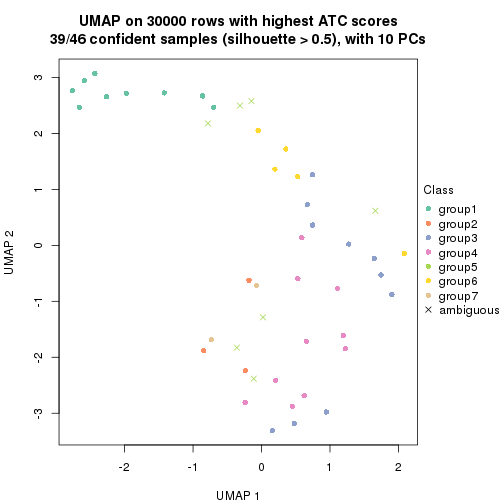 UMAP on 30000 rows with highest ATC scores
39/46 confident samples (silhouette > 0.5), with 10 PCs
3
2
1
0
-1
-2
-3
UMAP 2
-2
-1
0
1
2
UMAP 1
Class
group1
group2
group3
group4
group5
group6
group7
ambiguous